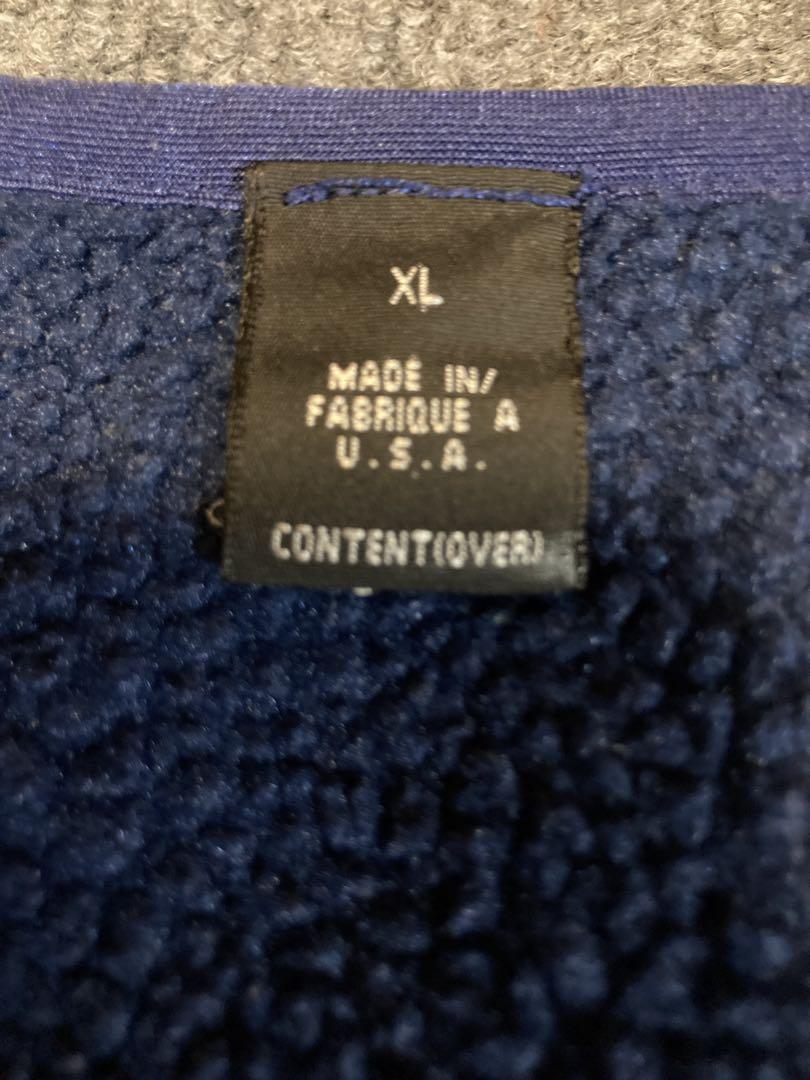 XL
MADE IN/
FABRIQUE A
U.S.A.
CONTENT(OVER)